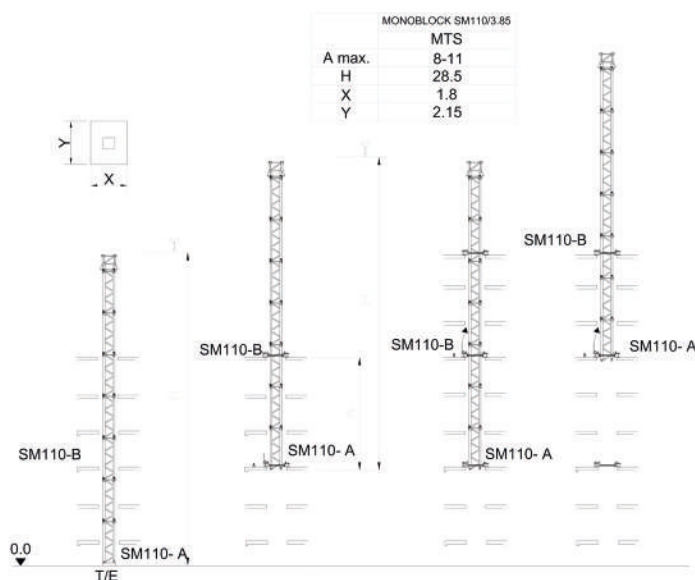 MONOBLOCK SM110/3.85
MTS
A max. 8-11
H 28.5
X 1.8
Y 2.15
Y
X
SM110-B
SM110-B
SM110-B
SM110- A
SM110-B
SM110- A
SM110- A
SM110- A
0.0
T/E